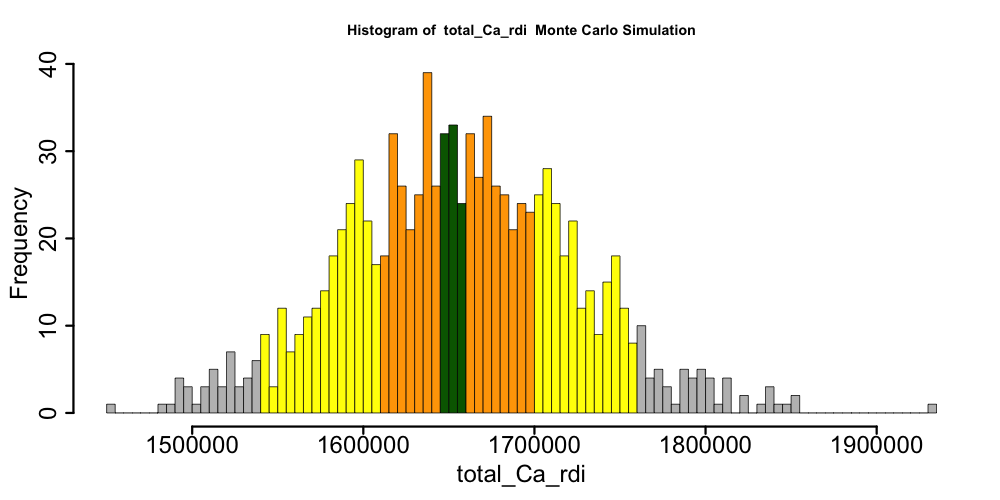 Histogram of total_Ca_rdi Monte Carlo Simulation
Frequency
40
30
20
10
0
1500000 1600000 1700000 1800000 1900000
total_Ca_rdi